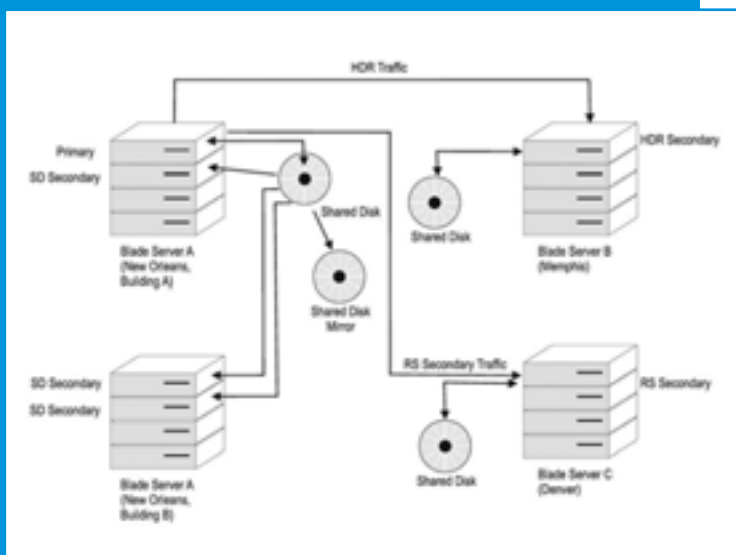 HDR Traffic
Primary
SD Secondary
HDR Secondary
Shared Disk
Shared Disk
Blade Server A
(New Orleans,
Building A)
Blade Server B
(Memphis)
Shared Disk
Mirror
RS Secondary Traffic
SD Secondary
SD Secondary
RS Secondary
Shared Disk
Blade Server A
(New Orleans,
Building B)
Blade Server C
(Denver)